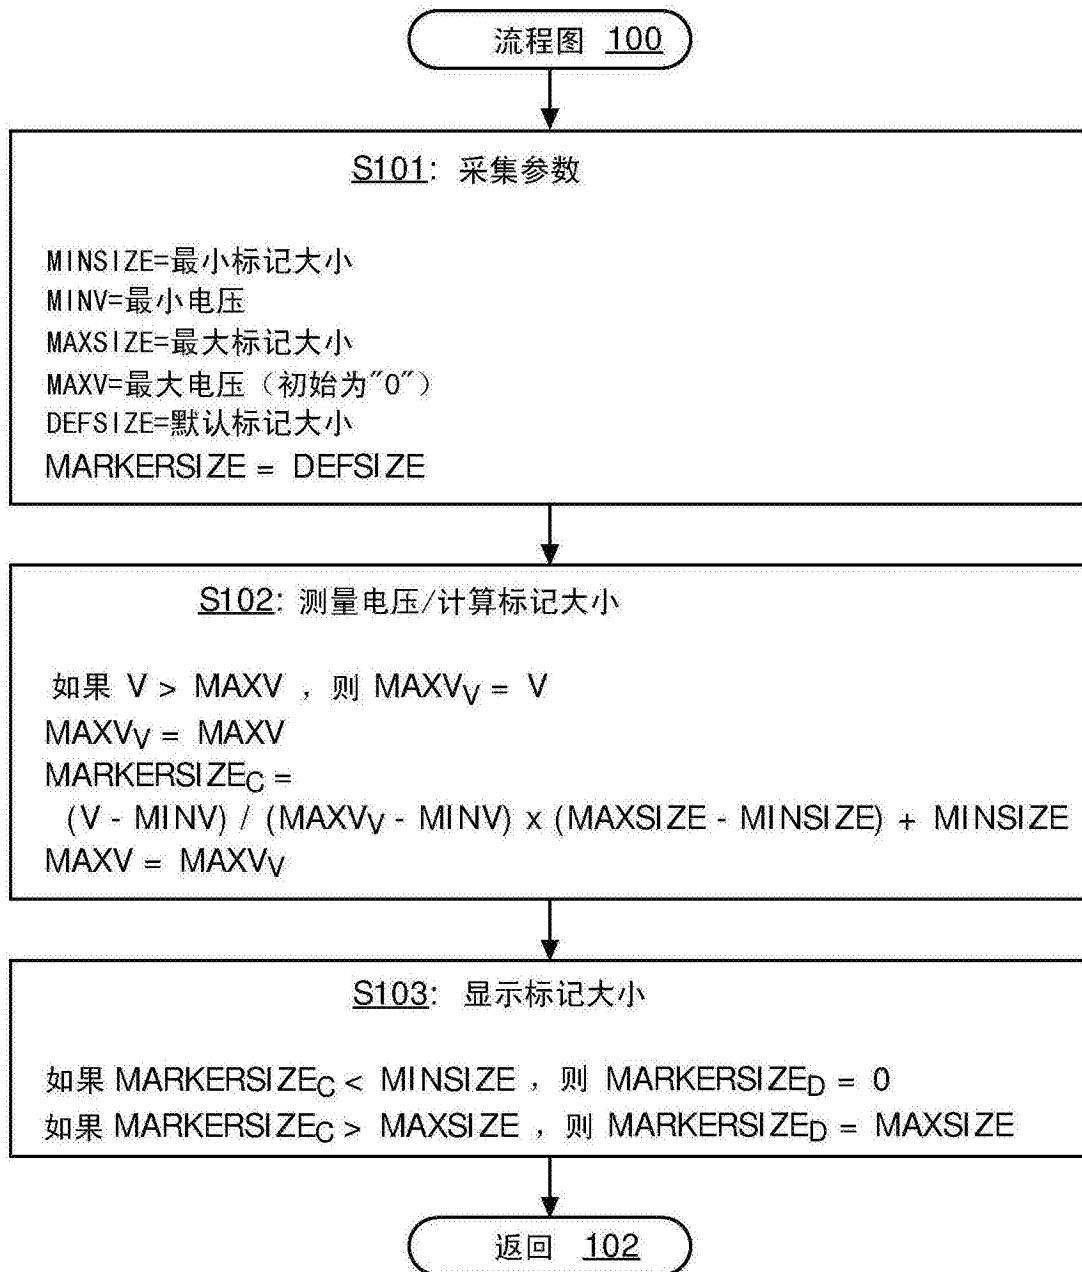 流程图 100
S101: 采集参数
MINSIZE=最小标记大小
MINV=最小电压
MAXSIZE=最大标记大小
MAXV=最大电压（初始为"0"）
DEFSIZE=默认标记大小
MARKERSIZE = DEFSIZE
S102: 测量电压/计算标记大小
如果 V > MAXV ，则 MAXVV = V
MAXVV = MAXV
MARKERSIZEC =
(V - MINV) / (MAXVV - MINV) x (MAXSIZE - MINSIZE) + MINSIZE
MAXV = MAXVV
S103: 显示标记大小
如果 MARKERSIZEC < MINSIZE ，则 MARKERSIZED = 0
如果 MARKERSIZEC > MAXSIZE ，则 MARKERSIZED = MAXSIZE
返回 102